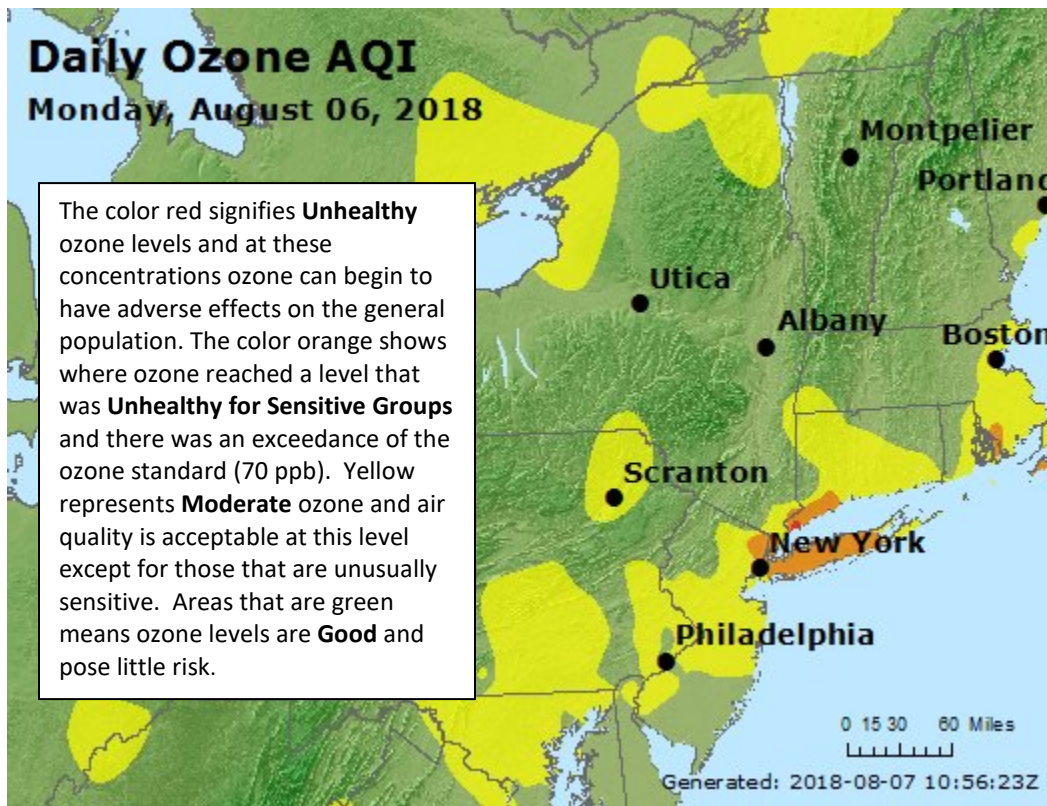 Daily Ozone AQI
Monday, August 06, 2018
Montpelier
Portland
The color red signifies Unhealthy
ozone levels and at these
concentrations ozone can begin to
have adverse effects on the general
population. The color orange shows
where ozone reached a level that
was Unhealthy for Sensitive Groups
and there was an exceedance of the
ozone standard (70 ppb). Yellow
represents Moderate ozone and air
quality is acceptable at this level
except for those that are unusually
sensitive. Areas that are green
means ozone levels are Good and
pose little risk.
Utica
Albany
Boston
Scranton
New York
Philadelphia
0 15 30 60 Miles
Generated: 2018-08-07 10:56:23Z